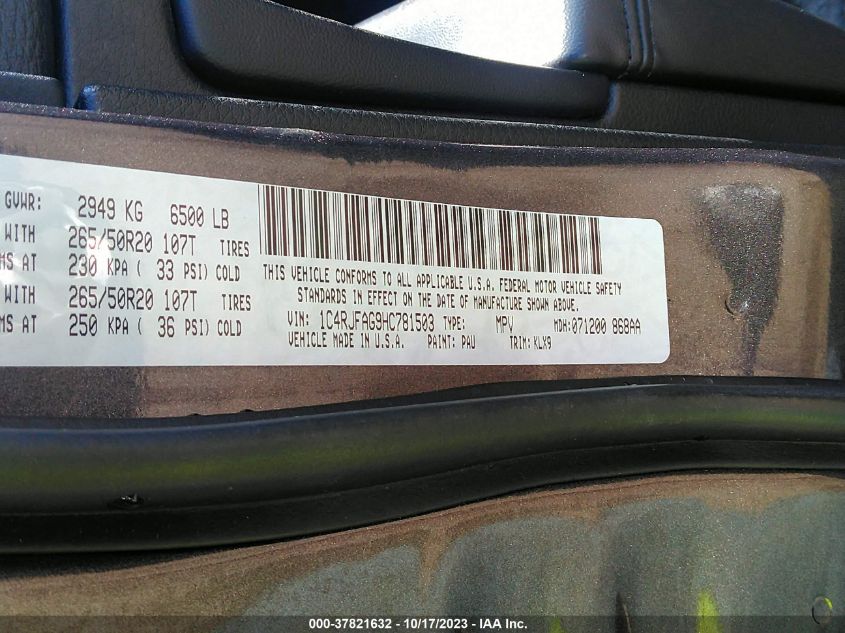 GVWR: 2949 KG 6500 LB
WITH 265/50R20 107T TIRES
MS AT 230 KPA ( 33 PSI) COLD
WITH 265/50R20 107T TIRES
MS AT 250 KPA ( 36 PSI) COLD
THIS VEHICLE CONFORMS TO ALL APPLICABLE U.S.A. FEDERAL MOTOR VEHICLE SAFETY
STANDARDS IN EFFECT ON THE DATE OF MANUFACTURE SHOWN ABOVE.
VIN: 1C4RJFAG9HC781503 TYPE: MPV MDH:071200 868AA
VEHICLE MADE IN U.S.A. PAINT: PAU TRIM: KLX9
000-37821632 - 10/17/2023 - IAA Inc.